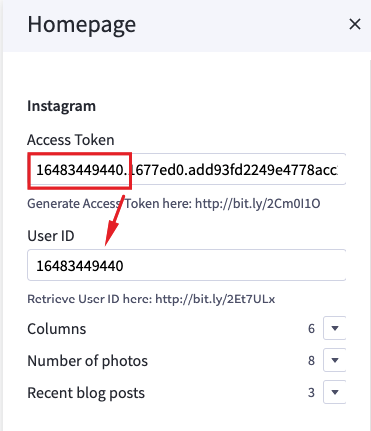 Homepage
Instagram
Access Token
16483449440.1677ed0.add93fd2249e4778acc
Generate Access Token here: http://bit.ly/2Cm0I1O
User ID
16483449440
Retrieve User ID here: http://bit.ly/2Et7ULx
Columns 6
Number of photos 8
Recent blog posts 3